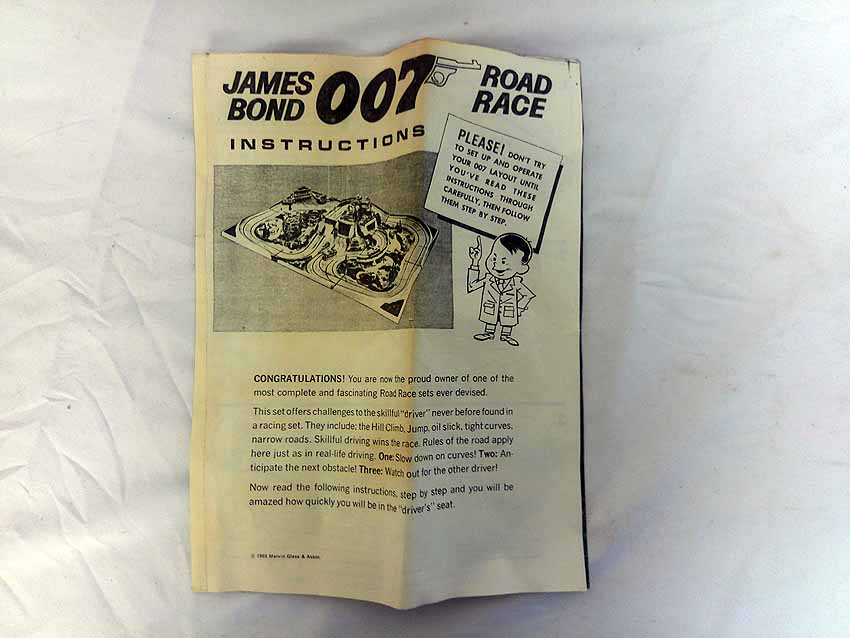 JAMES BOND 007 ROAD RACE
INSTRUCTIONS
PLEASE! DON'T TRY
TO SET UP AND OPERATE
YOUR 007 LAYOUT UNTIL
YOU'VE READ THESE
INSTRUCTIONS THROUGH
CAREFULLY, THEN FOLLOW
THEM STEP BY STEP.
CONGRATULATIONS! You are now the proud owner of one of the
most complete and fascinating Road Race sets ever devised.
This set offers challenges to the skillful "driver" never before found in
a racing set. They include: the Hill Climb, Jump, oil slick, tight curves,
narrow roads. Skillful driving wins the race. Rules of the road apply
here just as in real-life driving. One: Slow down on curves! Two: An-
ticipate the next obstacle! Three: Watch out for the other driver!
Now read the following instructions, step by step and you will be
amazed how quickly you will be in the "driver's" seat.
© 1965 Marvin Glass & Assoc.